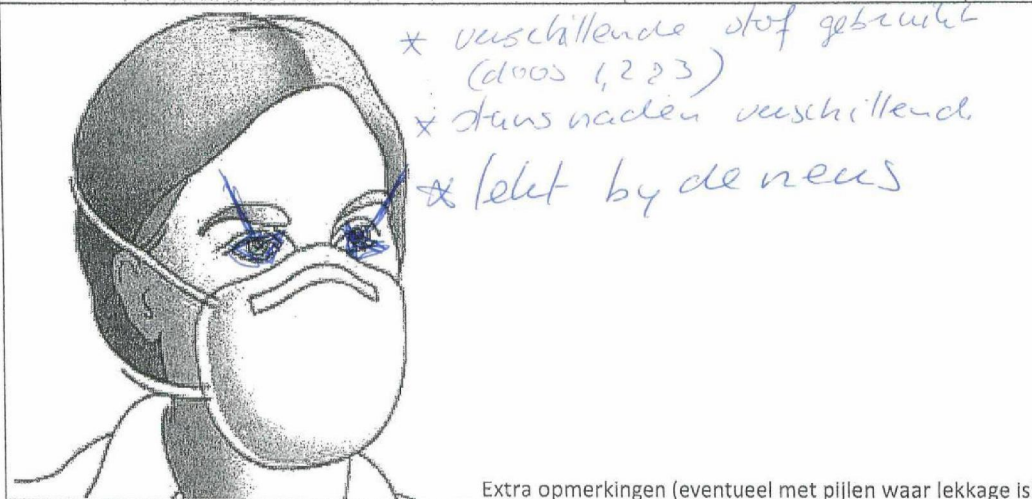 * verschillende stof gebruikt
(doos 1, 2 & 3)
* stansnaden verschillend
* lekt by de neus
Extra opmerkingen (eventueel met pijlen waar lekkage is